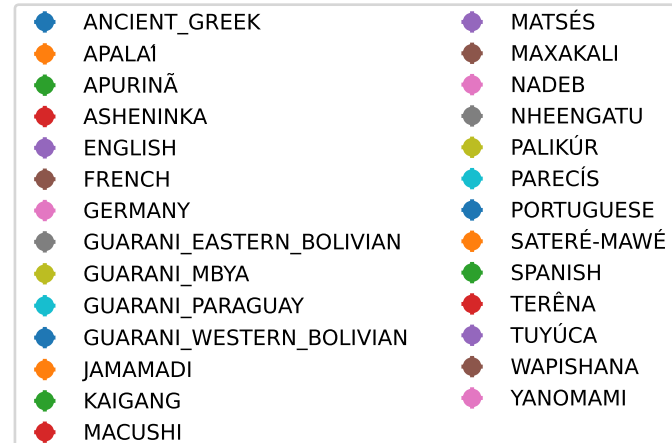 ANCIENT_GREEK
APALAÍ
APURINÃ
ASHENINKA
ENGLISH
FRENCH
GERMANY
GUARANI_EASTERN_BOLIVIAN
GUARANI_MBYA
GUARANI_PARAGUAY
GUARANI_WESTERN_BOLIVIAN
JAMAMADI
KAIGANG
MACUSHI
MATSÉS
MAXAKALI
NADEB
NHEENGATU
PALIKÚR
PARECÍS
PORTUGUESE
SATERÉ-MAWÉ
SPANISH
TERÊNA
TUYÚCA
WAPISHANA
YANOMAMI